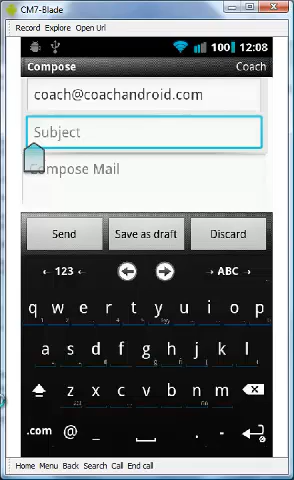 CM7-Blade
Record Explore Open Url
100 12:08
Compose Coach
coach@coachandroid.com
Subject
Compose Mail
Send Save as draft Discard
123 ABC
q w e r t y u i o p
a s d f g h j k l
z x c v b n m
.com @ _ . -
Home Menu Back Search Call End call